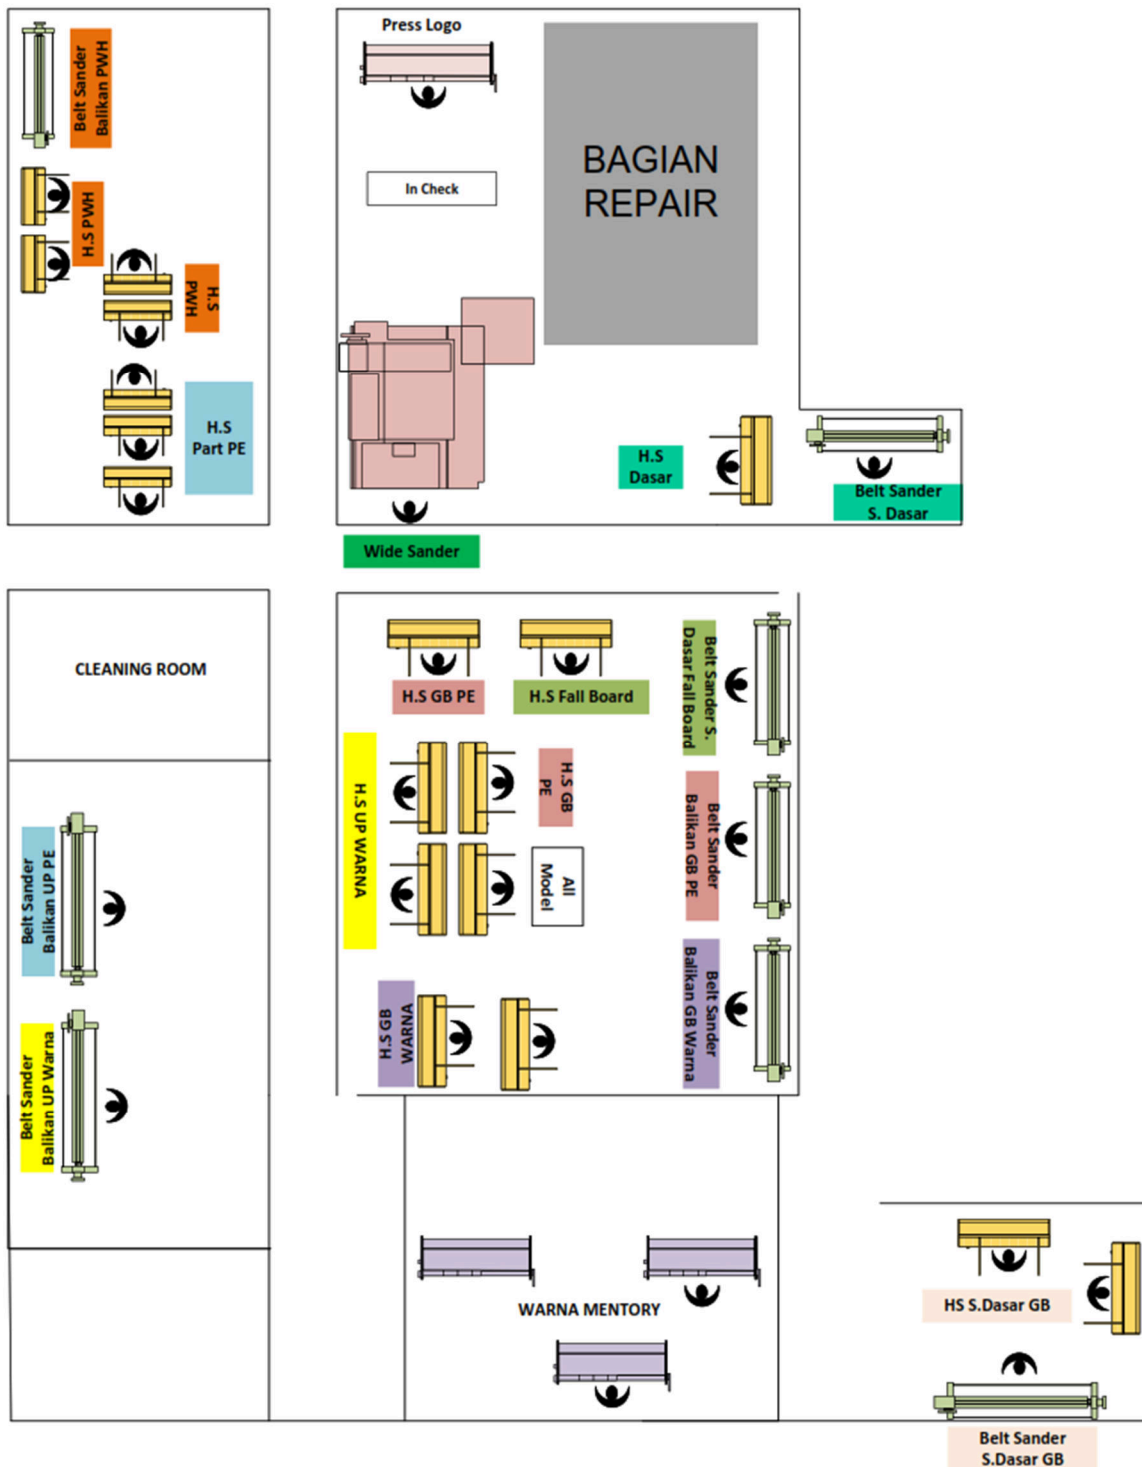 Press Logo
Belt Sander
Balikan PWH
BAGIAN
REPAIR
In Check
H.S PWH
H.S
PWH
H.S
Part PE
H.S
Dasar
Belt Sander
S. Dasar
Wide Sander
CLEANING ROOM
H.S GB PE
H.S Fall Board
Belt Sander S.
Dasar Fall Board
H.S UP WARNA
H.S GB
PE
Belt Sander
Balikan GB PE
All
Model
Belt Sander
Balikan UP PE
H.S GB
WARNA
Belt Sander
Balikan GB Warna
Belt Sander
Balikan UP Warna
WARNA MENTORY
HS S.Dasar GB
Belt Sander
S.Dasar GB